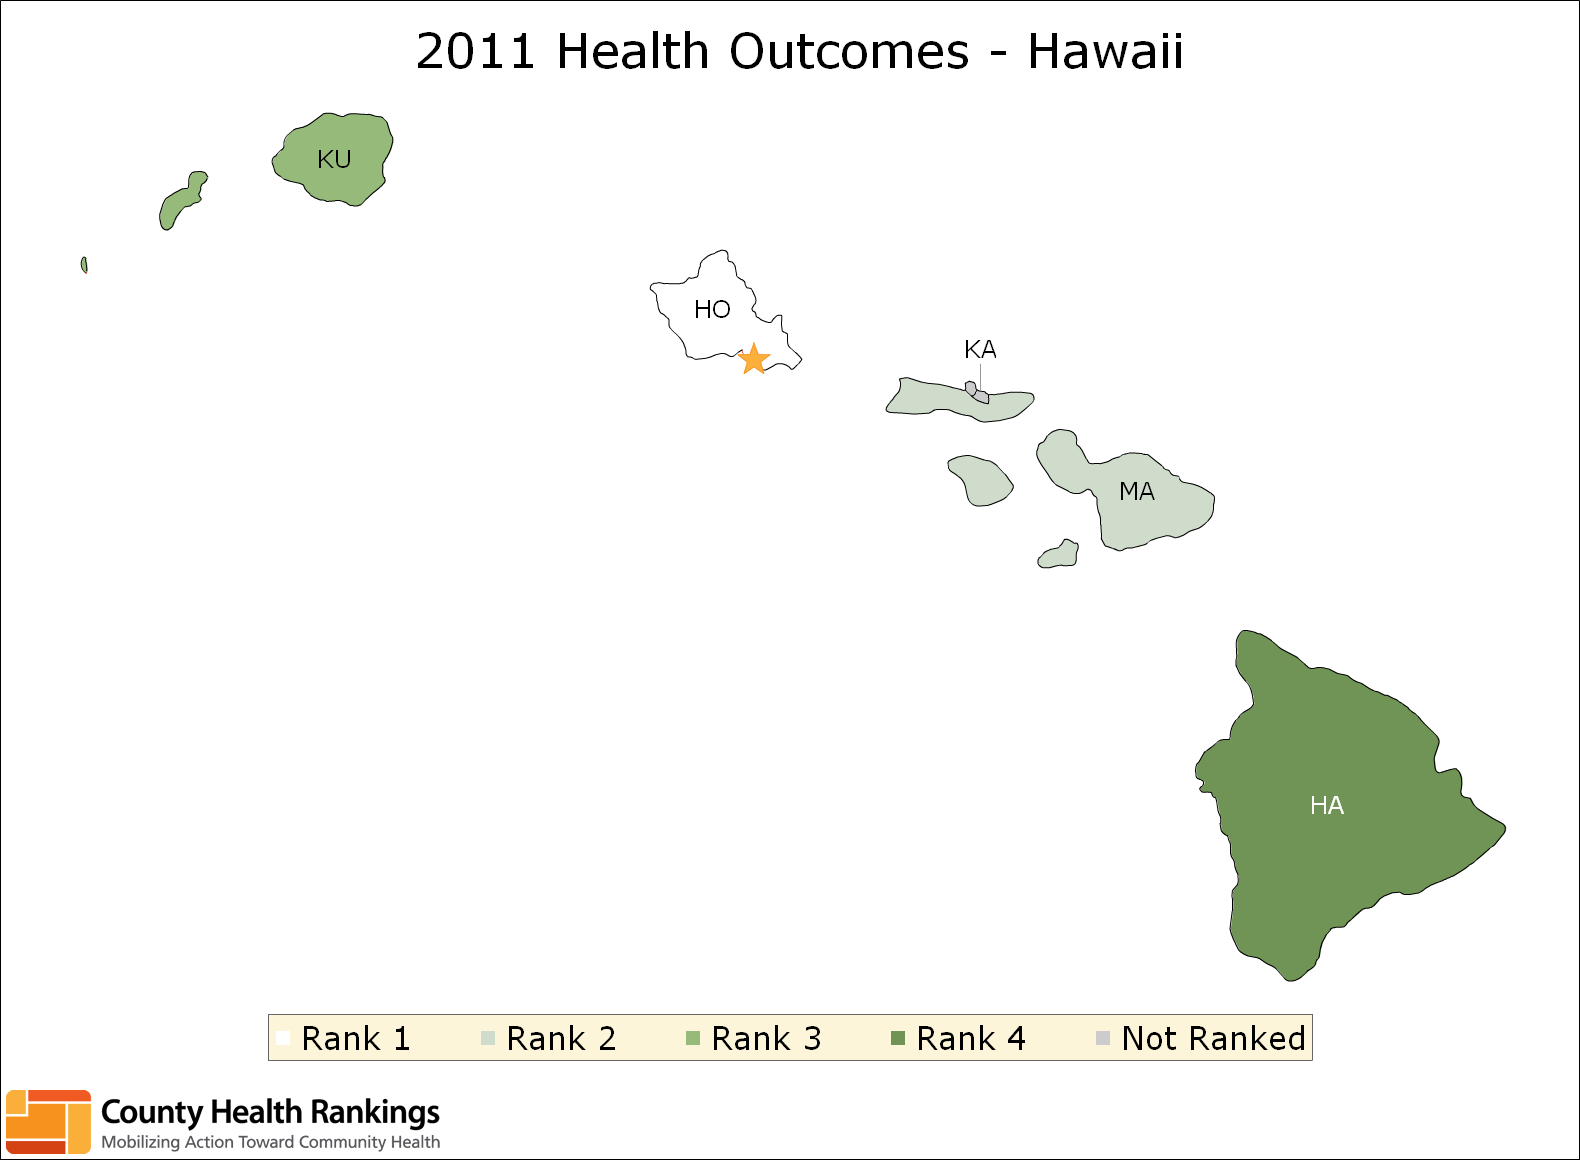 2011 Health Outcomes - Hawaii
KU
HO
KA
MA
HA
Rank 1 Rank 2 Rank 3 Rank 4 Not Ranked
County Health Rankings
Mobilizing Action Toward Community Health